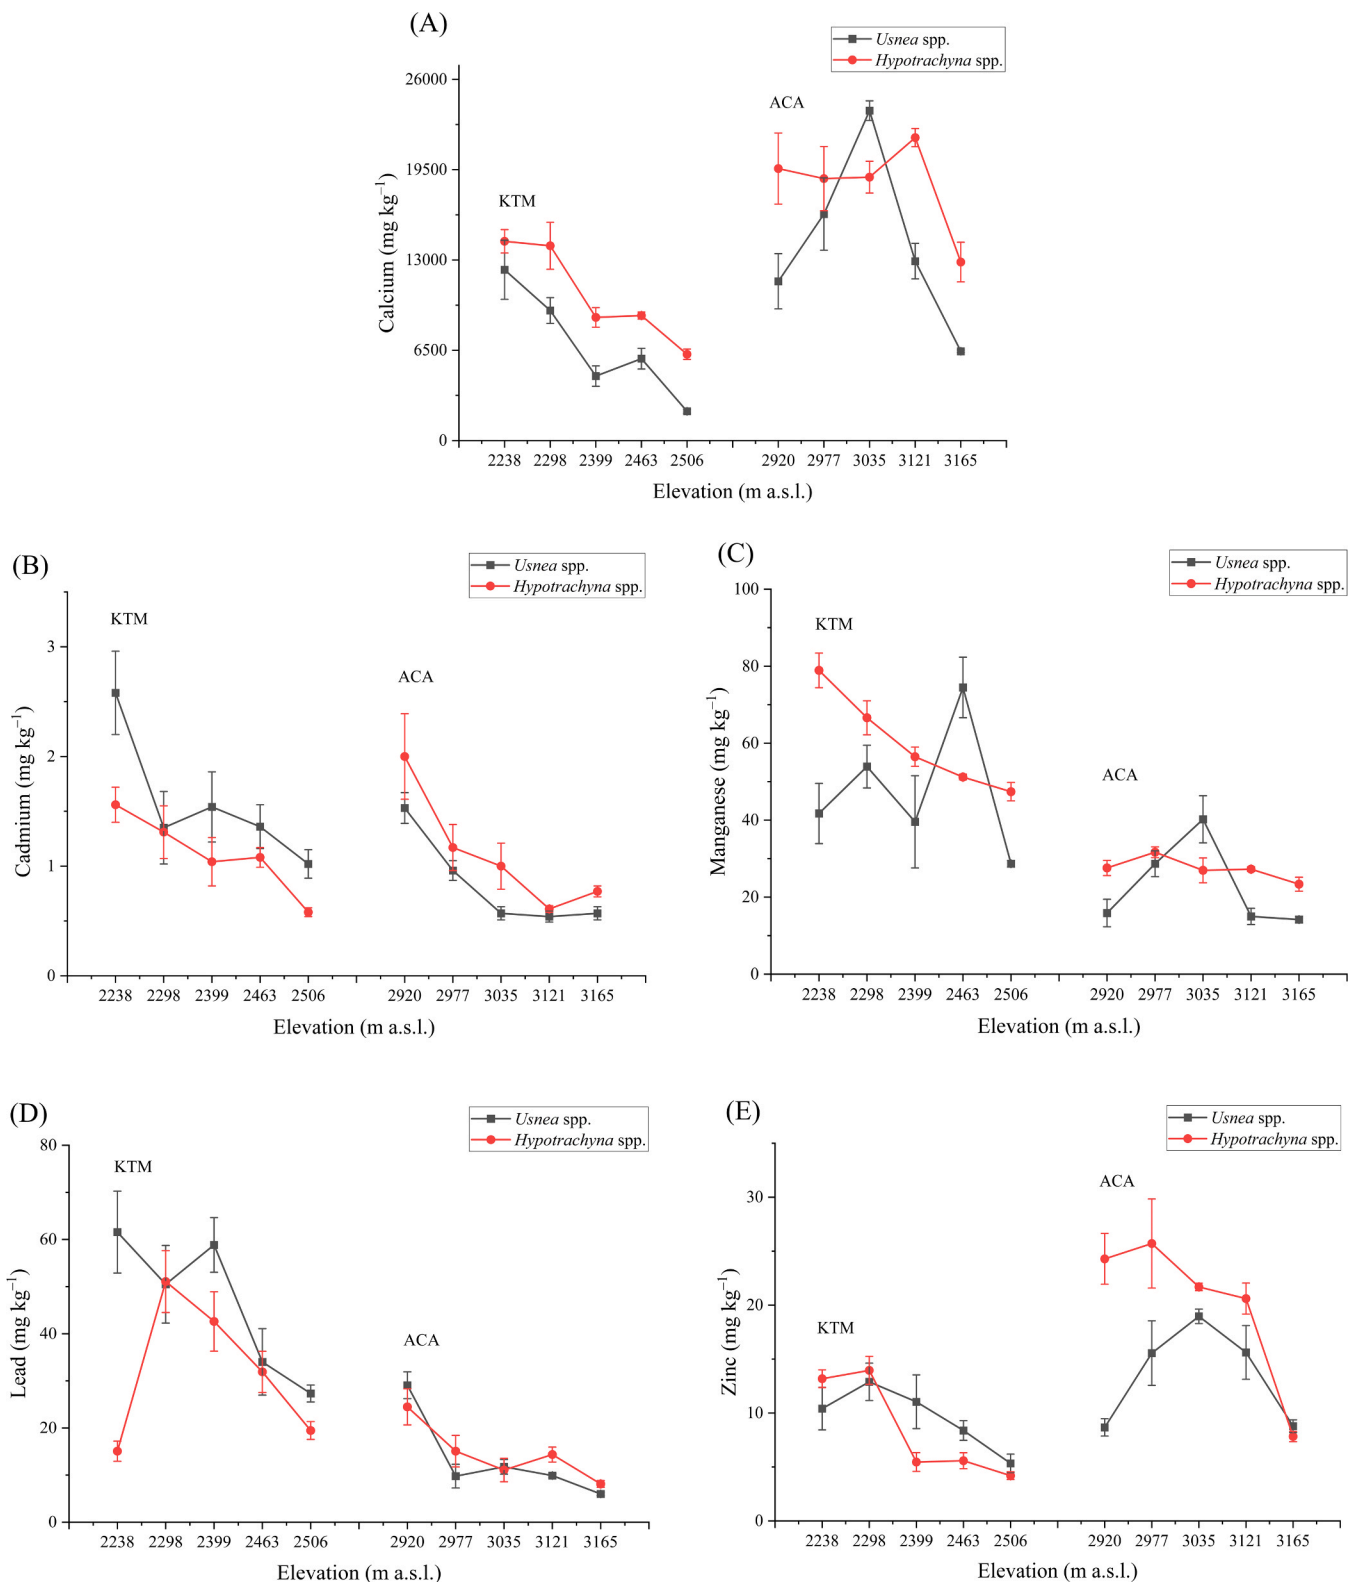 (A)
Usnea spp.
Hypotrachyna spp.
26000
19500
13000
6500
0
Calcium (mg kg⁻¹)
KTM
ACA
2238 2298 2399 2463 2506 2920 2977 3035 3121 3165
Elevation (m a.s.l.)
(B)
Usnea spp.
Hypotrachyna spp.
3
2
1
0
Cadmium (mg kg⁻¹)
KTM
ACA
2238 2298 2399 2463 2506 2920 2977 3035 3121 3165
Elevation (m a.s.l.)
(C)
Usnea spp.
Hypotrachyna spp.
100
80
60
40
20
0
Manganese (mg kg⁻¹)
KTM
ACA
2238 2298 2399 2463 2506 2920 2977 3035 3121 3165
Elevation (m a.s.l.)
(D)
Usnea spp.
Hypotrachyna spp.
80
60
40
20
0
Lead (mg kg⁻¹)
KTM
ACA
2238 2298 2399 2463 2506 2920 2977 3035 3121 3165
Elevation (m a.s.l.)
(E)
Usnea spp.
Hypotrachyna spp.
30
20
10
0
Zinc (mg kg⁻¹)
KTM
ACA
2238 2298 2399 2463 2506 2920 2977 3035 3121 3165
Elevation (m a.s.l.)